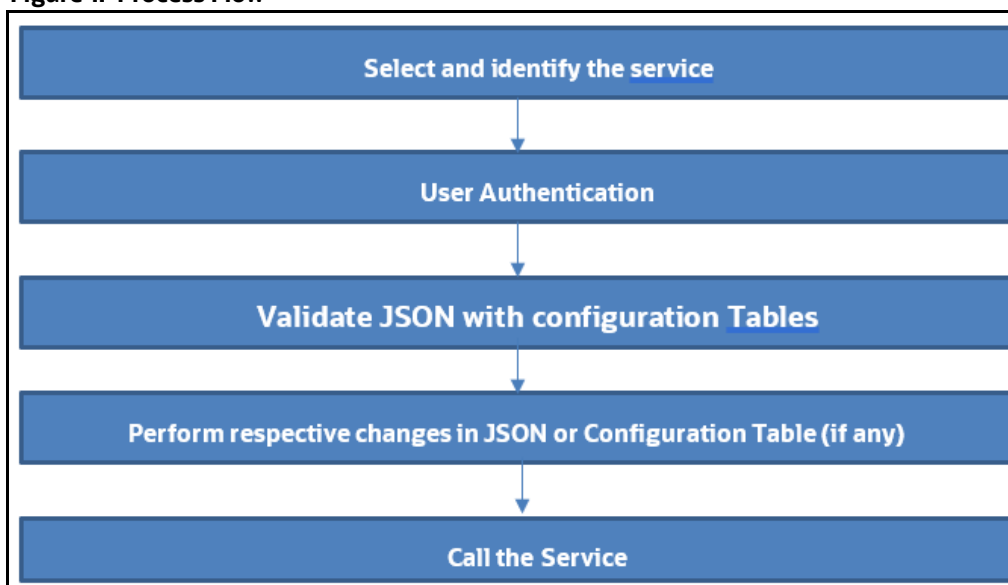 Select and identify the service
User Authentication
Validate JSON with configuration Tables
Perform respective changes in JSON or Configuration Table (if any)
Call the Service